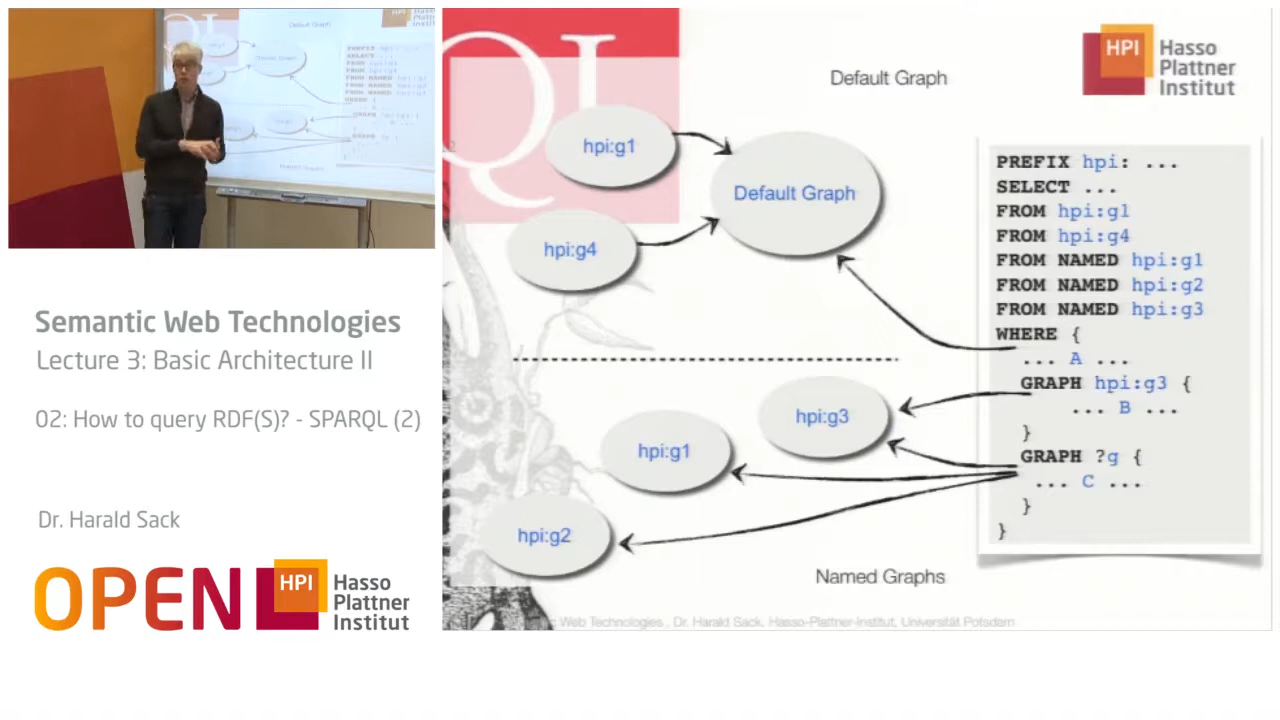 Semantic Web Technologies
Lecture 3: Basic Architecture II
02: How to query RDF(S)? - SPARQL (2)
Dr. Harald Sack
OPEN HPI Hasso
Plattner
Institut
QL
Default Graph
HPI Hasso
Plattner
Institut
hpi:g1
Default Graph
hpi:g4
hpi:g3
hpi:g1
hpi:g2
Named Graphs
PREFIX hpi: ...
SELECT ...
FROM hpi:g1
FROM hpi:g4
FROM NAMED hpi:g1
FROM NAMED hpi:g2
FROM NAMED hpi:g3
WHERE {
... A ...
GRAPH hpi:g3 {
... B ...
}
GRAPH ?g {
... C ...
}
}
Web Technologies , Dr. Harald Sack, Hasso-Plattner-Institut, Universität Potsdam